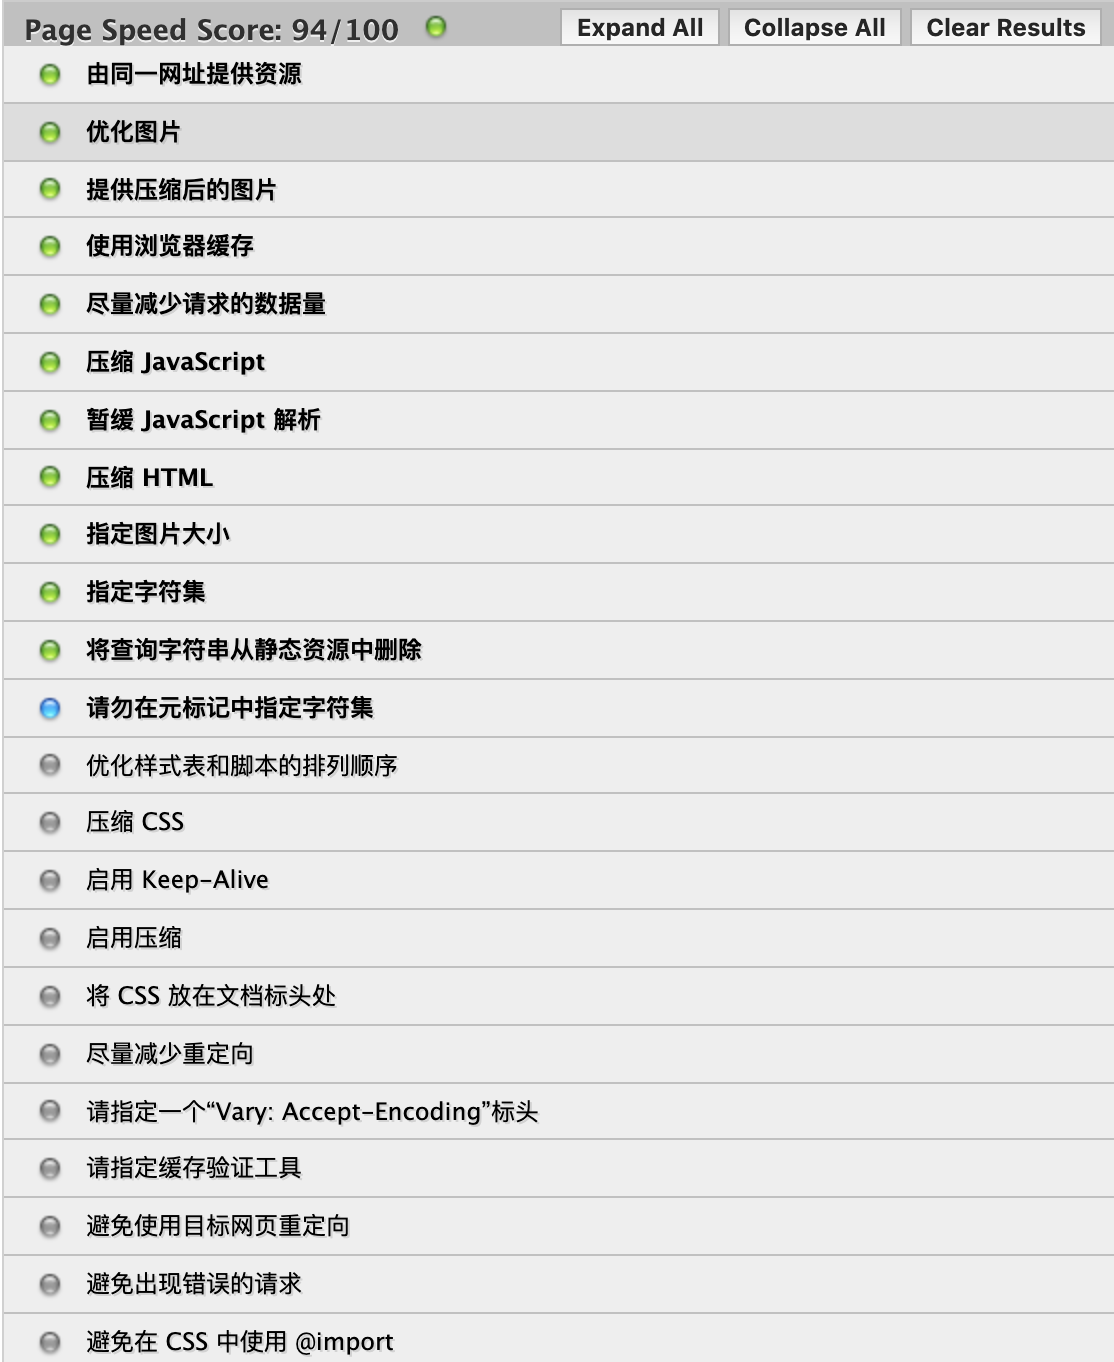 Page Speed Score: 94/100 Expand All Collapse All Clear Results
由同一网址提供资源
优化图片
提供压缩后的图片
使用浏览器缓存
尽量减少请求的数据量
压缩 JavaScript
暂缓 JavaScript 解析
压缩 HTML
指定图片大小
指定字符集
将查询字符串从静态资源中删除
请勿在元标记中指定字符集
优化样式表和脚本的排列顺序
压缩 CSS
启用 Keep-Alive
启用压缩
将 CSS 放在文档标头处
尽量减少重定向
请指定一个“Vary: Accept-Encoding”标头
请指定缓存验证工具
避免使用目标网页重定向
避免出现错误的请求
避免在 CSS 中使用 @import